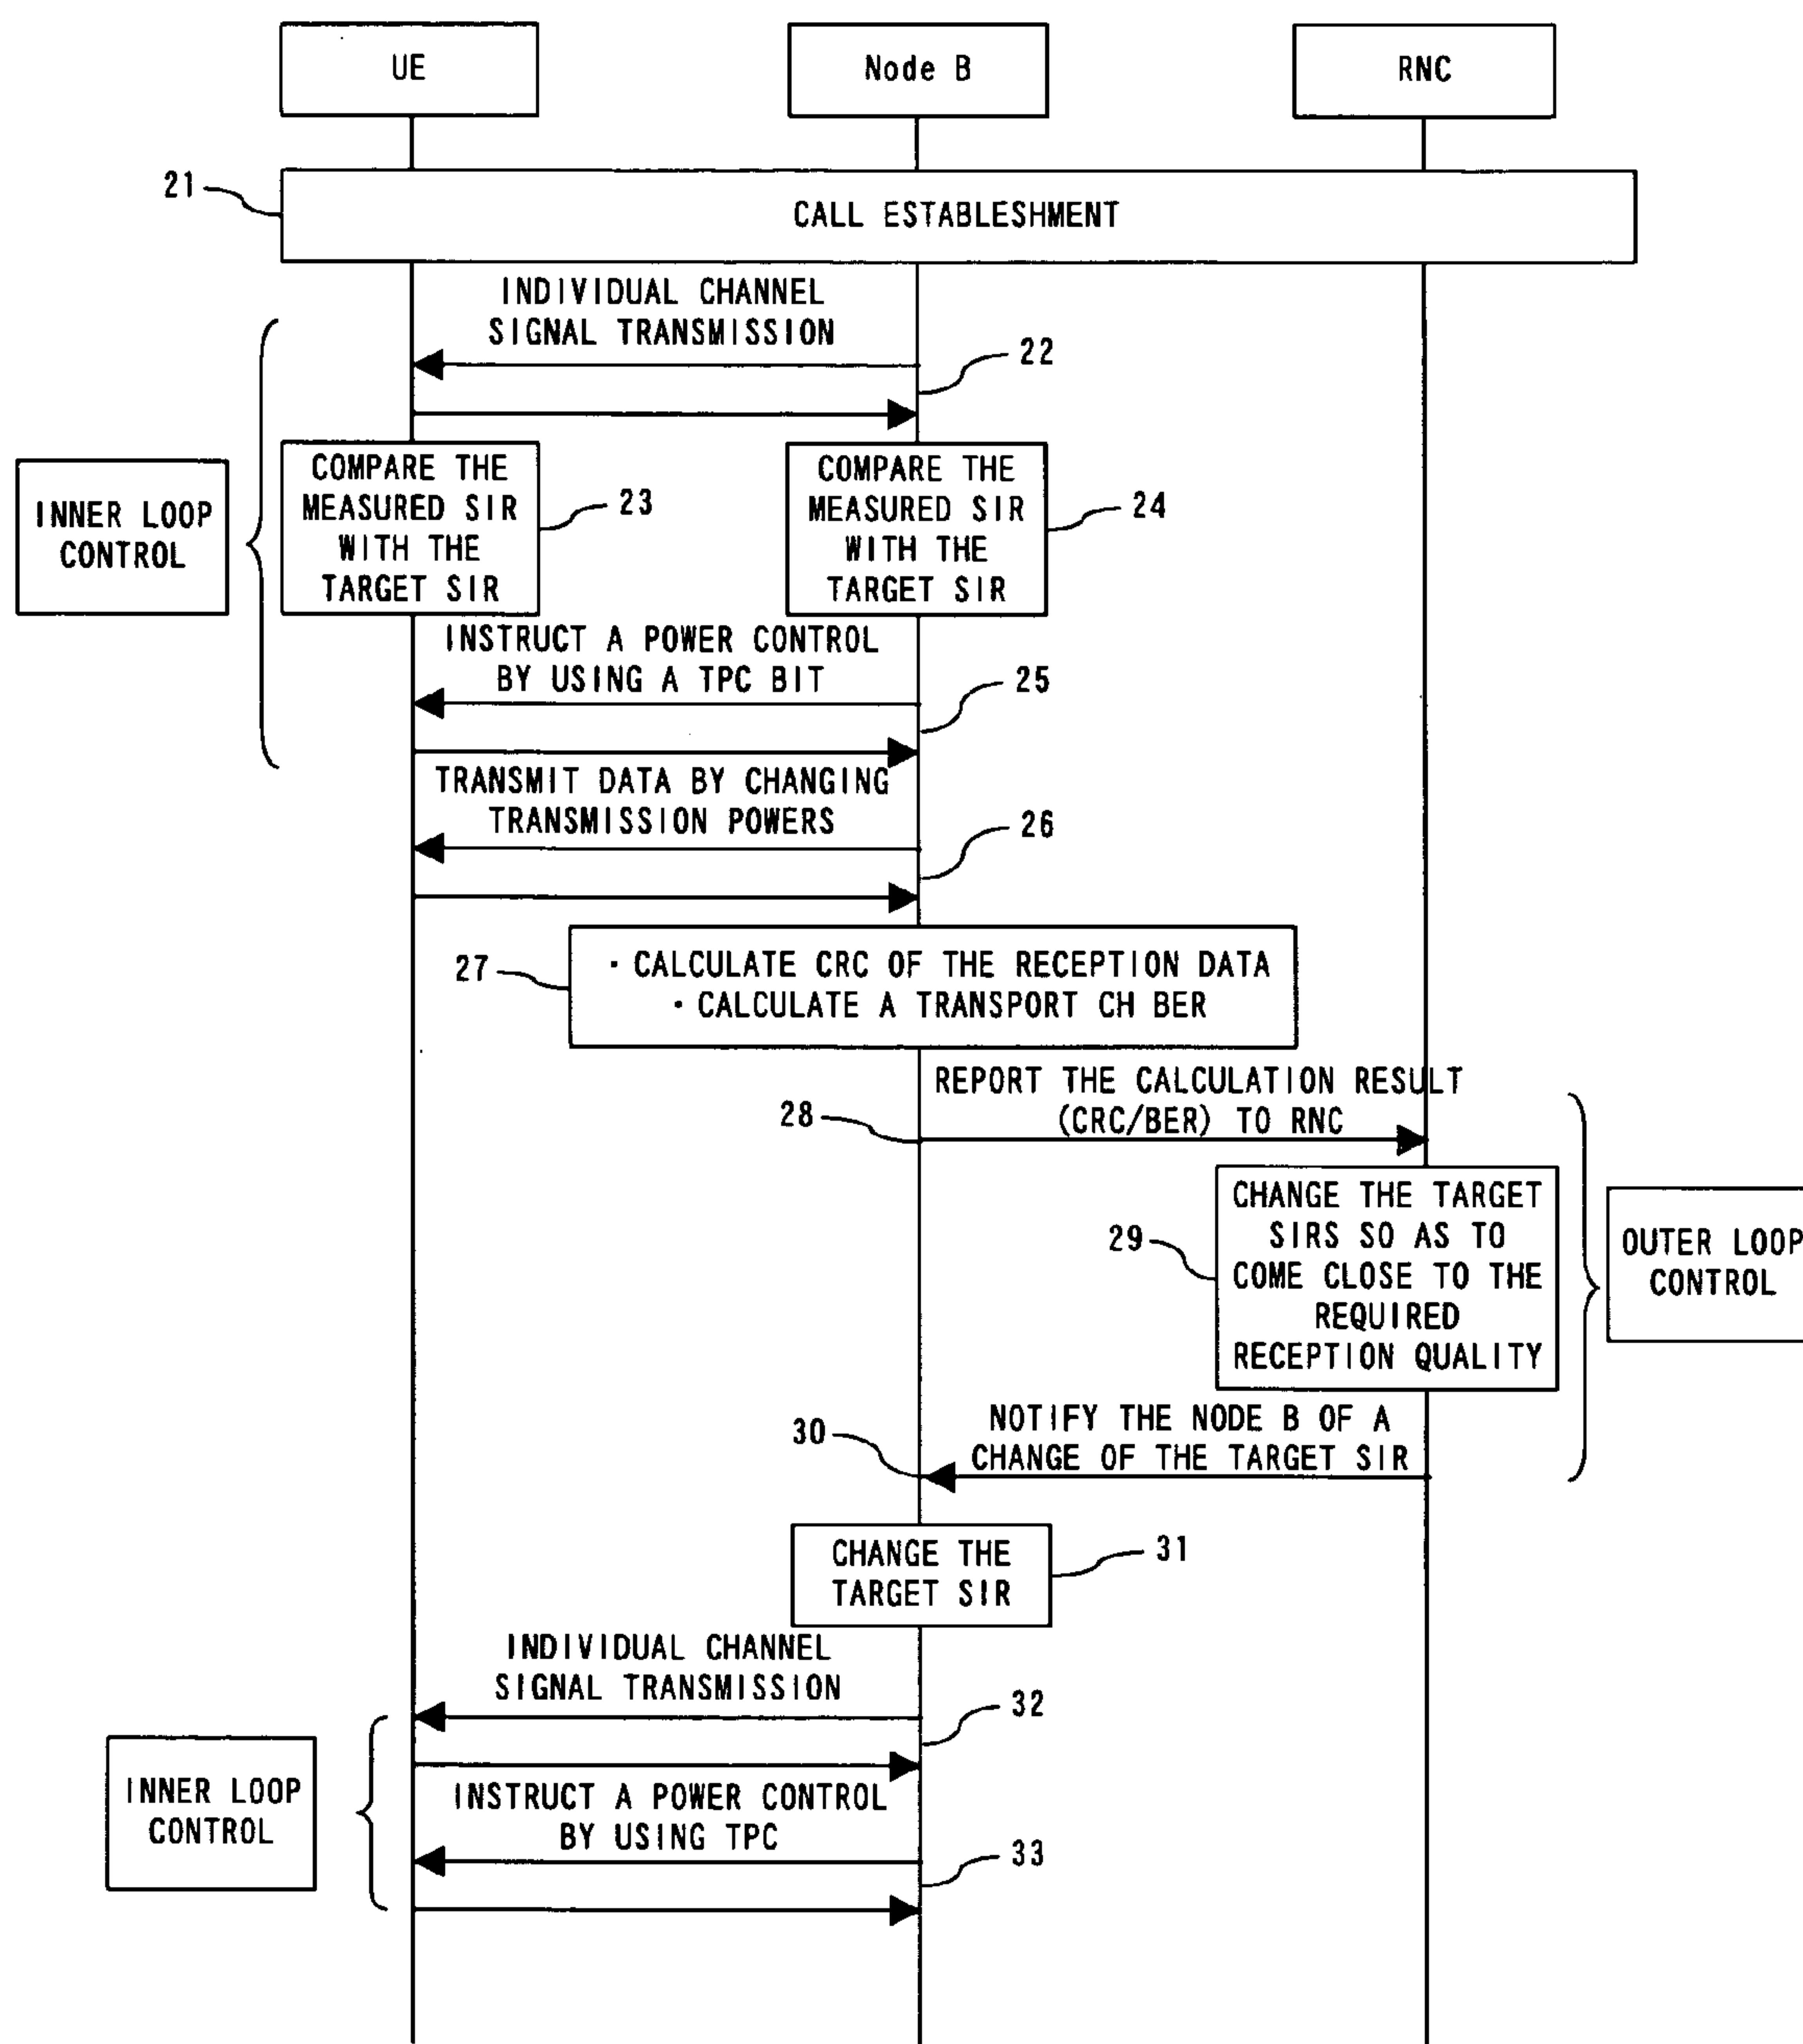 UE
Node B
RNC
21
CALL ESTABLESHMENT
INDIVIDUAL CHANNEL
SIGNAL TRANSMISSION
22
INNER LOOP
CONTROL
COMPARE THE
MEASURED SIR
WITH THE
TARGET SIR
23
COMPARE THE
MEASURED SIR
WITH THE
TARGET SIR
24
INSTRUCT A POWER CONTROL
BY USING A TPC BIT
25
TRANSMIT DATA BY CHANGING
TRANSMISSION POWERS
26
27
・CALCULATE CRC OF THE RECEPTION DATA
・CALCULATE A TRANSPORT CH BER
REPORT THE CALCULATION RESULT
(CRC/BER) TO RNC
28
29
CHANGE THE TARGET
SIRS SO AS TO
COME CLOSE TO THE
REQUIRED
RECEPTION QUALITY
OUTER LOOP
CONTROL
NOTIFY THE NODE B OF A
CHANGE OF THE TARGET SIR
30
CHANGE THE
TARGET SIR
31
INDIVIDUAL CHANNEL
SIGNAL TRANSMISSION
32
INNER LOOP
CONTROL
INSTRUCT A POWER CONTROL
BY USING TPC
33